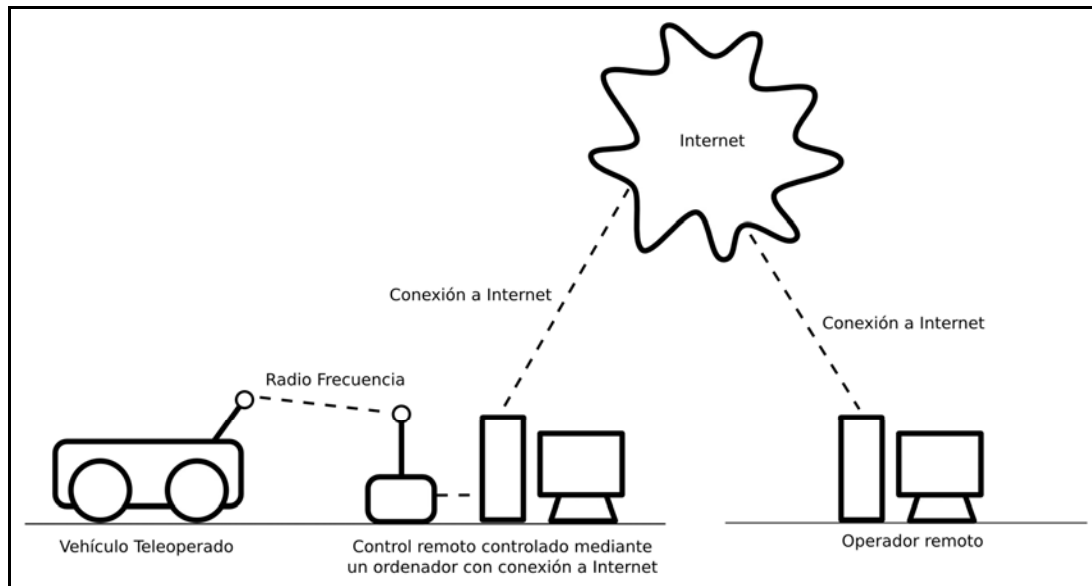 Internet
Conexión a Internet
Conexión a Internet
Radio Frecuencia
Vehículo Teleoperado
Control remoto controlado mediante
un ordenador con conexión a Internet
Operador remoto